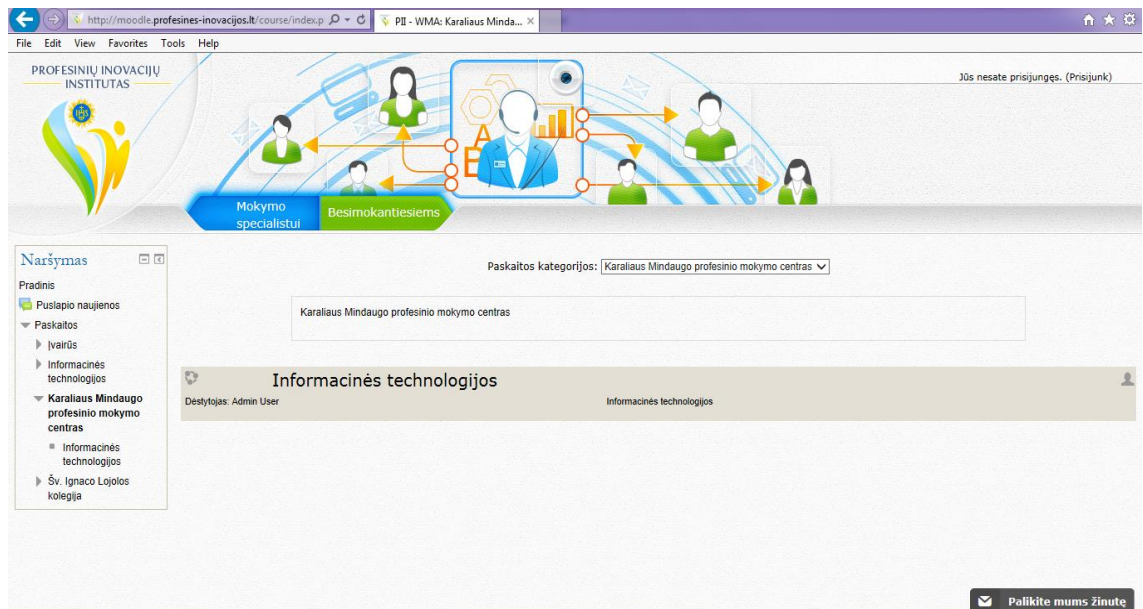 http://moodle.profesines-inovacijos.lt/course/index.p
PII - WMA: Karaliaus Minda...
File Edit View Favorites Tools Help
PROFESINIŲ INOVACIJŲ
INSTITUTAS
IHS
A
B
Jūs nesate prisijungęs. (Prisijunk)
Mokymo
specialistui
Besimokantiesiems
Naršymas
Pradinis
Puslapio naujienos
Paskaitos
Įvairūs
Informacinės
technologijos
Karaliaus Mindaugo
profesinio mokymo
centras
Informacinės
technologijos
Šv. Ignaco Lojolos
kolegija
Paskaitos kategorijos: Karaliaus Mindaugo profesinio mokymo centras
Karaliaus Mindaugo profesinio mokymo centras
Informacinės technologijos
Dėstytojas: Admin User
Informacinės technologijos
Palikite mums žinutę